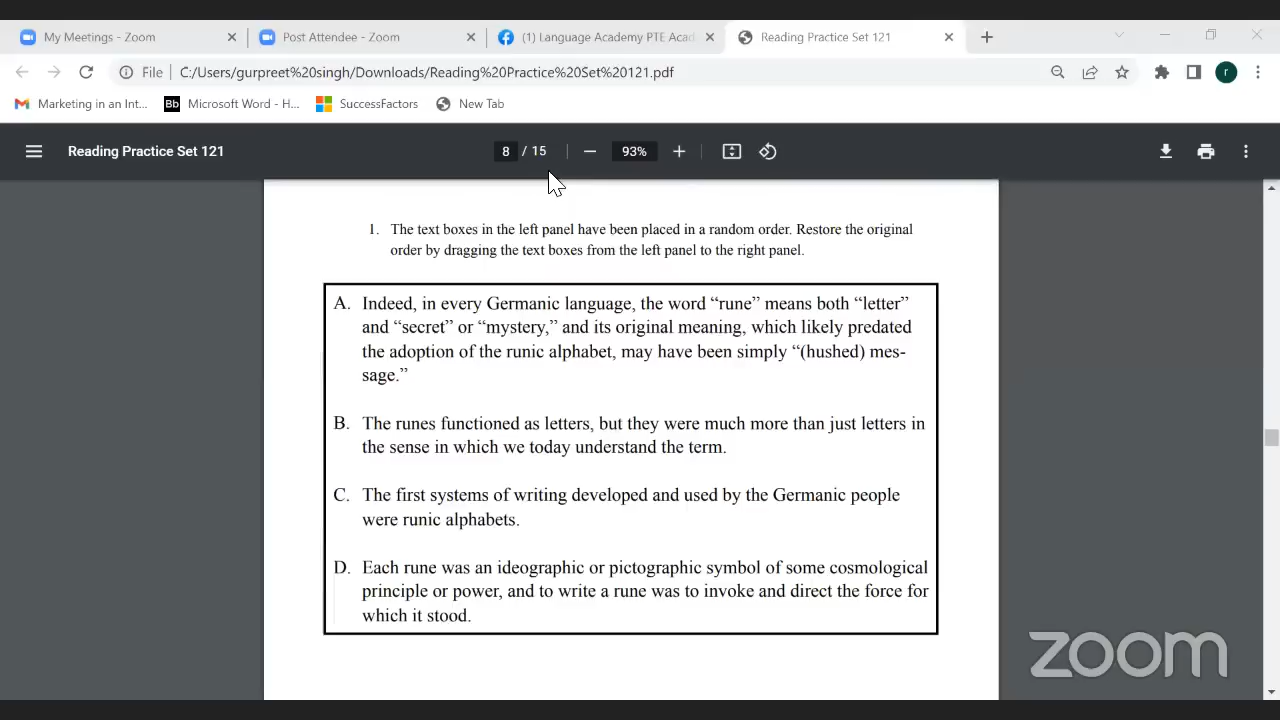 My Meetings - Zoom
Post Attendee - Zoom
(1) Language Academy PTE Acad
Reading Practice Set 121
File
C:/Users/gurpreet%20singh/Downloads/Reading%20Practice%20Set%20121.pdf
r
Marketing in an Int...
Bb Microsoft Word - H...
SuccessFactors
New Tab
Reading Practice Set 121
8 / 15
93%
1. The text boxes in the left panel have been placed in a random order. Restore the original
order by dragging the text boxes from the left panel to the right panel.
A. Indeed, in every Germanic language, the word “rune” means both “letter”
and “secret” or “mystery,” and its original meaning, which likely predated
the adoption of the runic alphabet, may have been simply “(hushed) mes-
sage.”
B. The runes functioned as letters, but they were much more than just letters in
the sense in which we today understand the term.
C. The first systems of writing developed and used by the Germanic people
were runic alphabets.
D. Each rune was an ideographic or pictographic symbol of some cosmological
principle or power, and to write a rune was to invoke and direct the force for
which it stood.
zoom